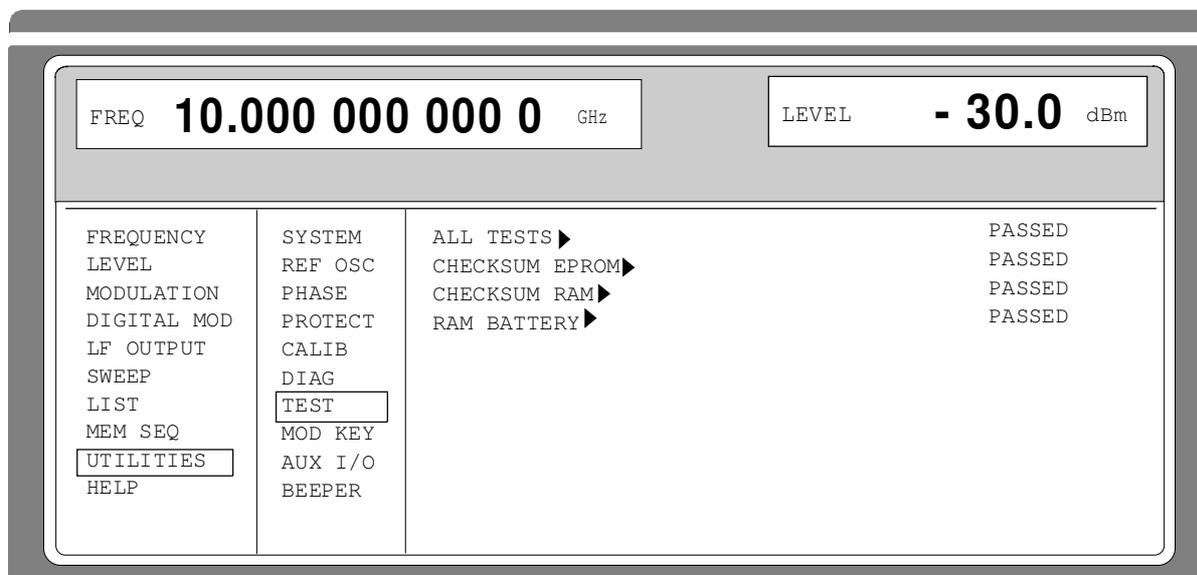 FREQ 10.000 000 000 0 GHz LEVEL - 30.0 dBm
FREQUENCY SYSTEM ALL TESTS PASSED
LEVEL REF OSC CHECKSUM EPROM PASSED
MODULATION PHASE CHECKSUM RAM PASSED
DIGITAL MOD PROTECT RAM BATTERY PASSED
LF OUTPUT CALIB
SWEEP DIAG
LIST TEST
MEM SEQ MOD KEY
UTILITIES AUX I/O
HELP BEEPER